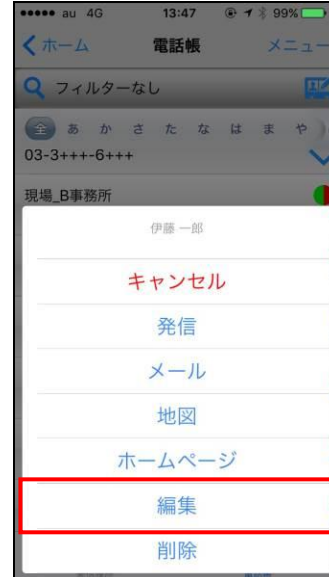 au 4G 13:47 99%
ホーム 電話帳 メニュー
フィルターなし
全 あ か さ た な は ま や
03-3+++-6+++
現場_B事務所
伊藤 一郎
キャンセル
発信
メール
地図
ホームページ
編集
削除